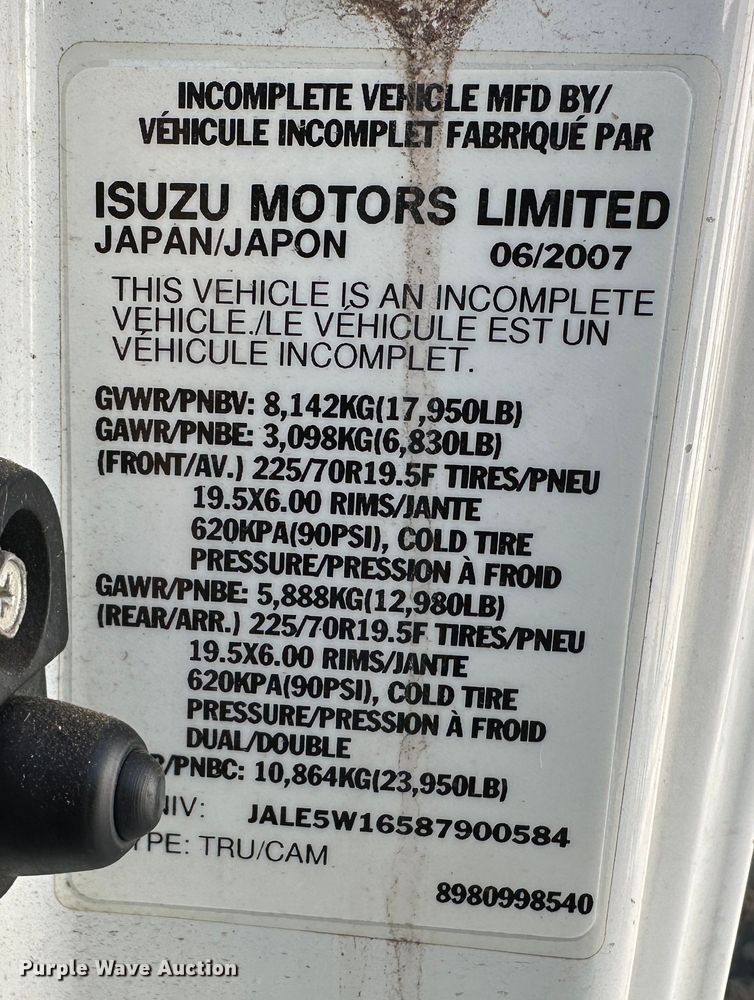 INCOMPLETE VEHICLE MFD BY/
VÉHICULE INCOMPLET FABRIQUÉ PAR
ISUZU MOTORS LIMITED
JAPAN/JAPON 06/2007
THIS VEHICLE IS AN INCOMPLETE
VEHICLE./LE VÉHICULE EST UN
VÉHICULE INCOMPLET.
GVWR/PNBV: 8,142KG(17,950LB)
GAWR/PNBE: 3,098KG(6,830LB)
(FRONT/AV.) 225/70R19.5F TIRES/PNEU
19.5X6.00 RIMS/JANTE
620KPA(90PSI), COLD TIRE
PRESSURE/PRESSION À FROID
GAWR/PNBE: 5,888KG(12,980LB)
(REAR/ARR.) 225/70R19.5F TIRES/PNEU
19.5X6.00 RIMS/JANTE
620KPA(90PSI), COLD TIRE
PRESSURE/PRESSION À FROID
DUAL/DOUBLE
/PNBC: 10,864KG(23,950LB)
NIV: JALE5W16587900584
YPE: TRU/CAM
8980998540
Purple Wave Auction